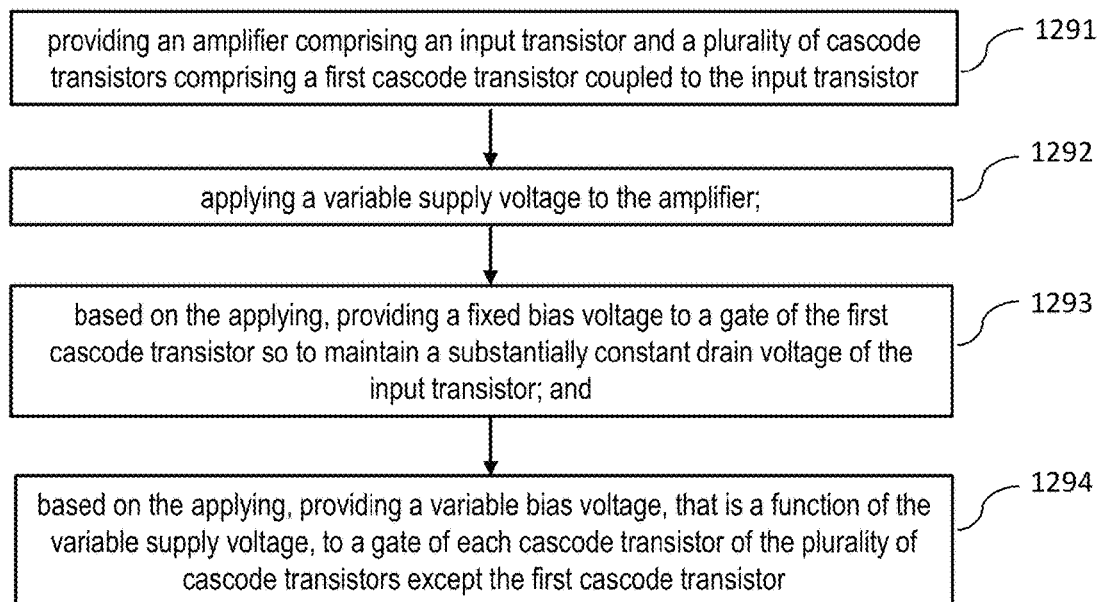 providing an amplifier comprising an input transistor and a plurality of cascode
transistors comprising a first cascode transistor coupled to the input transistor
1291
applying a variable supply voltage to the amplifier;
1292
based on the applying, providing a fixed bias voltage to a gate of the first
cascode transistor so to maintain a substantially constant drain voltage of the
input transistor; and
1293
based on the applying, providing a variable bias voltage, that is a function of the
variable supply voltage, to a gate of each cascode transistor of the plurality of
cascode transistors except the first cascode transistor
1294